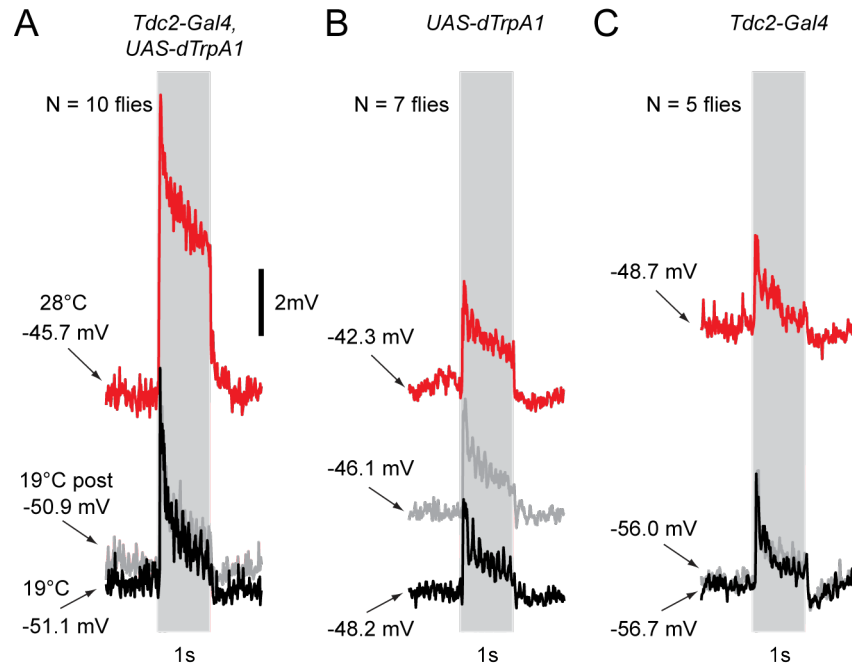 A
Tdc2-Gal4,
UAS-dTrpA1
N = 10 flies
2mV
28°C
-45.7 mV
19°C post
-50.9 mV
19°C
-51.1 mV
1s
B
UAS-dTrpA1
N = 7 flies
-42.3 mV
-46.1 mV
-48.2 mV
1s
C
Tdc2-Gal4
N = 5 flies
-48.7 mV
-56.0 mV
-56.7 mV
1s